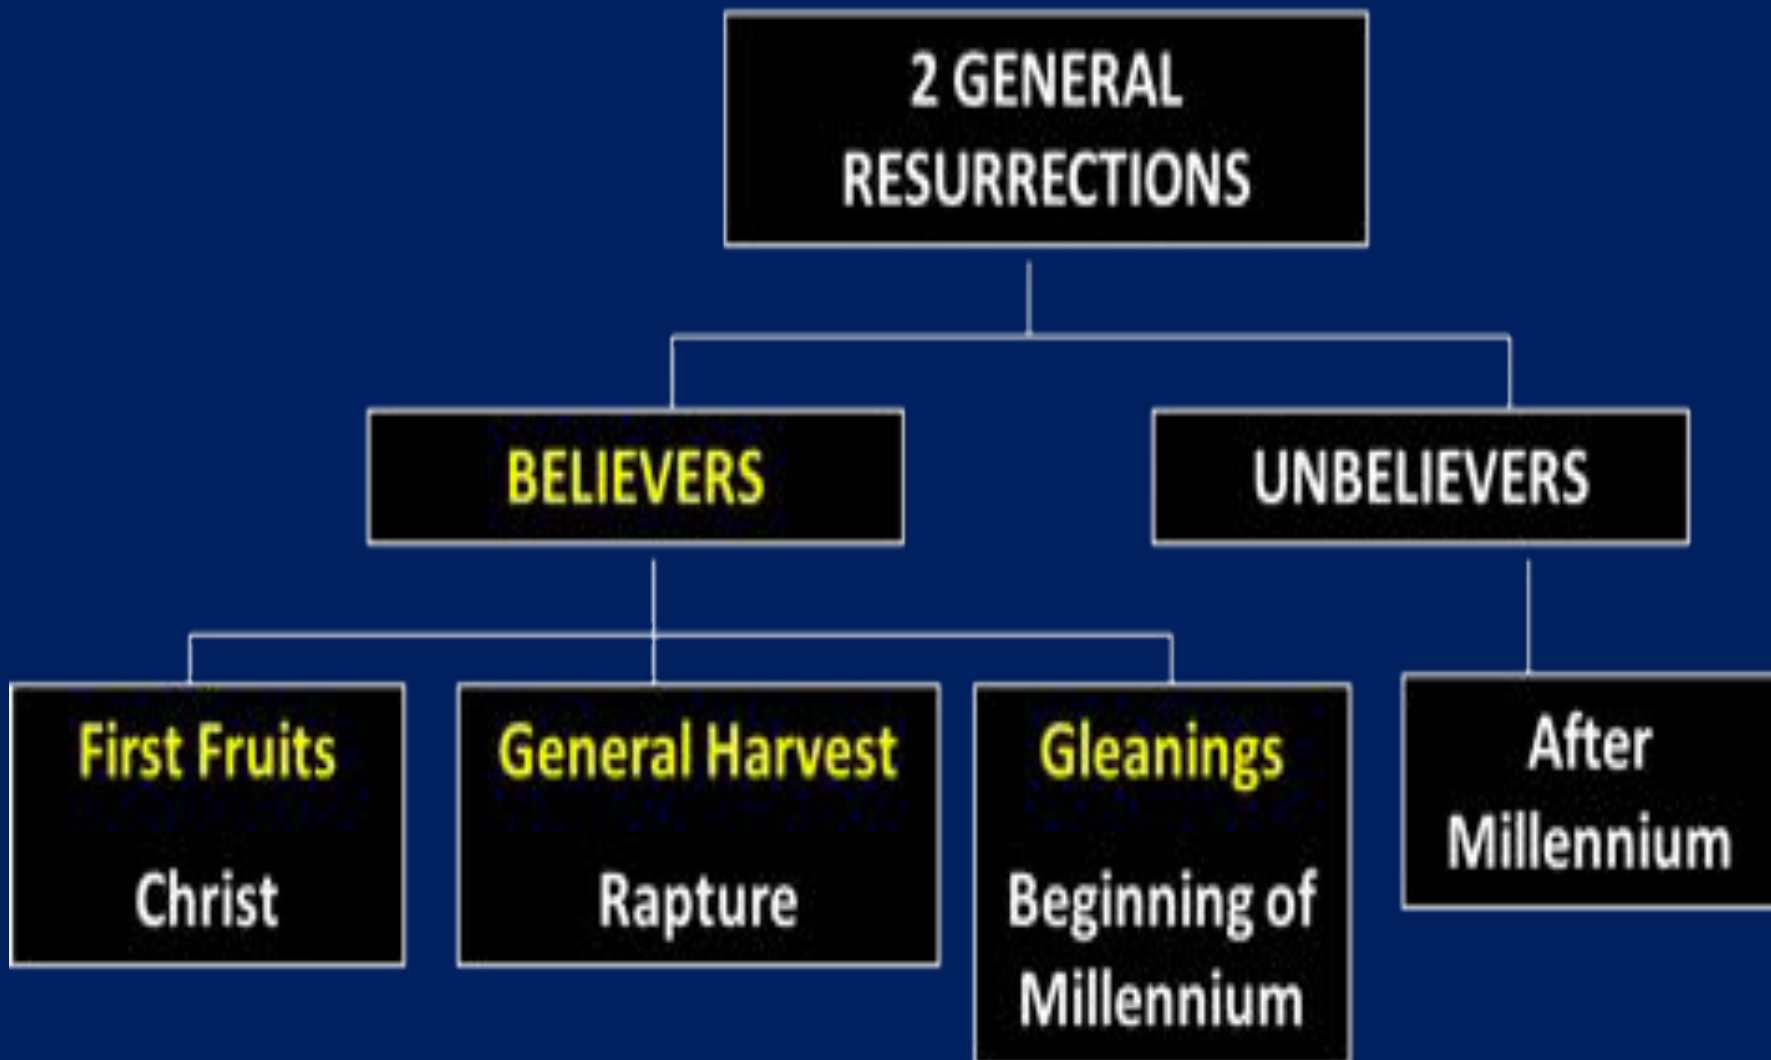 2 GENERAL
RESURRECTIONS
BELIEVERS
UNBELIEVERS
First Fruits
Christ
General Harvest
Rapture
Gleanings
Beginning of
Millennium
After
Millennium